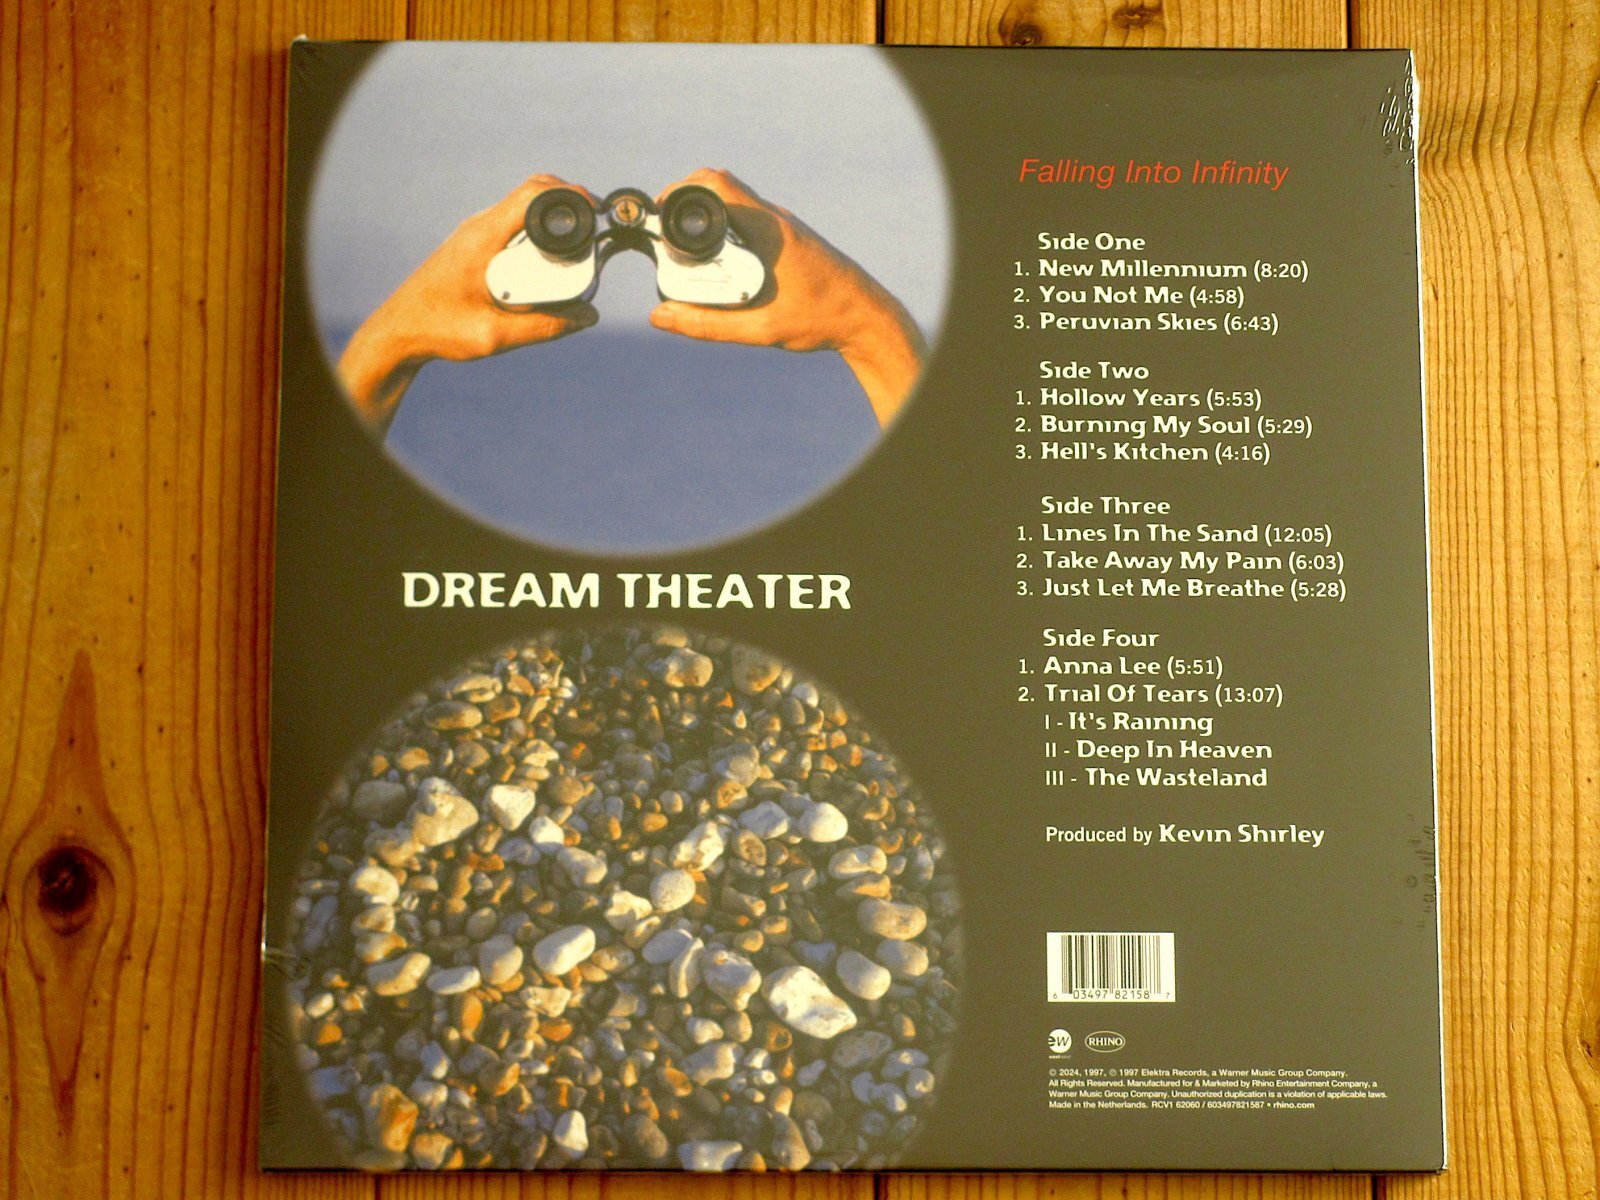 Falling Into Infinity
Side One
1. New Millennium (8:20)
2. You Not Me (4:58)
3. Peruvian Skies (6:43)
Side Two
1. Hollow Years (5:53)
2. Burning My Soul (5:29)
3. Hell's Kitchen (4:16)
Side Three
1. Lines In The Sand (12:05)
2. Take Away My Pain (6:03)
3. Just Let Me Breathe (5:28)
Side Four
1. Anna Lee (5:51)
2. Trial Of Tears (13:07)
I - It's Raining
II - Deep In Heaven
III - The Wasteland
Produced by Kevin Shirley
DREAM THEATER
6 03497 82158 7
ew RHINO
© 2024, 1997, ℗ 1997 Elektra Records, a Warner Music Group Company.
All Rights Reserved. Manufactured for & Marketed by Rhino Entertainment Company, a
Warner Music Group Company. Unauthorized duplication is a violation of applicable laws.
Made in the Netherlands. RCV1 62060 / 603497821587 • rhino.com